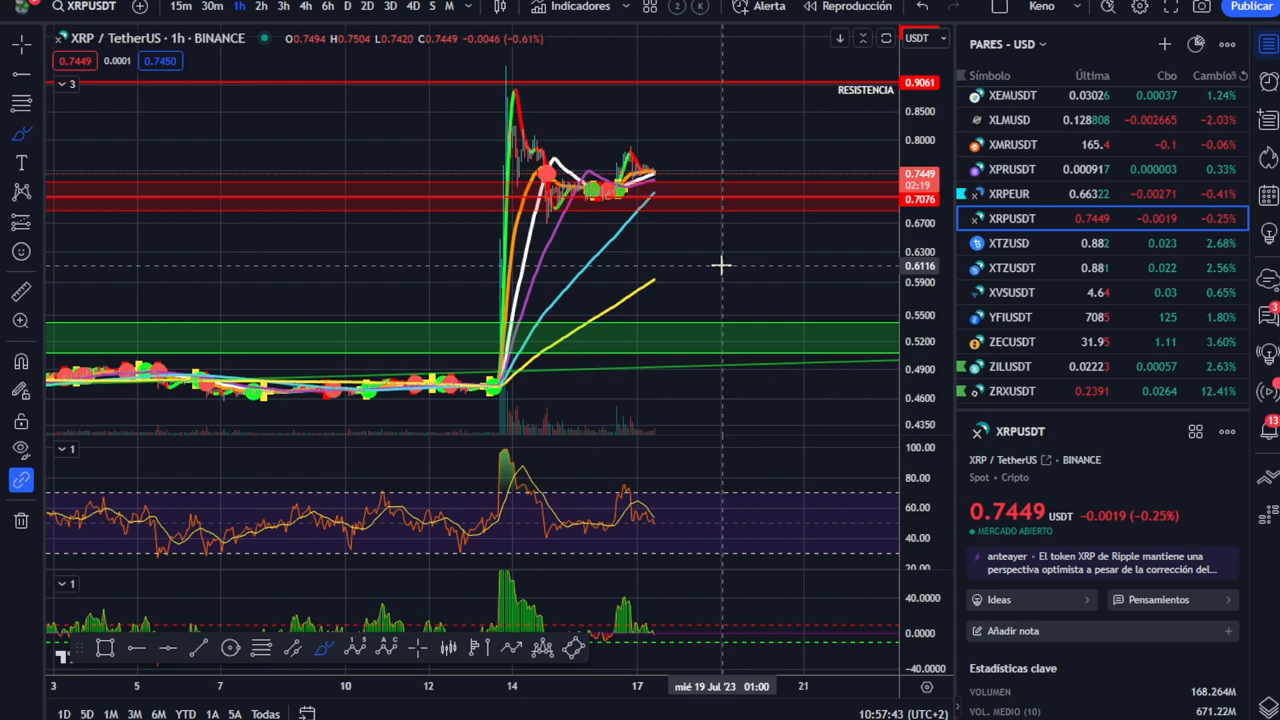 XRPUSDT 15m 30m 1h 2h 3h 4h 6h D 2D 3D 4D S M Indicadores 2 K Alerta Reproducción Keno Publicar
XRP / TetherUS · 1h · BINANCE O0.7494 H0.7504 L0.7420 C0.7449 -0.0046 (-0.61%) USDT
0.7449 0.0001 0.7450
3
RESISTENCIA
0.9061
0.8500
0.8000
0.7449
02:19
0.7076
0.6700
0.6300
0.6116
0.5900
0.5500
0.5200
0.4900
0.4600
0.4350
1
100.00
80.00
60.00
40.00
20.00
1
40.0000
0.0000
-40.0000
3 5 7 10 12 14 17 mié 19 Jul '23 01:00 21
1D 5D 1M 3M 6M YTD 1A 5A Todas 10:57:43 (UTC+2)
PARES - USD
Símbolo Última Cbo Cambio%
XEMUSDT 0.03026 0.00037 1.24%
XLMUSD 0.128808 -0.002665 -2.03%
XMRUSDT 165.4 -0.1 -0.06%
XPRUSDT 0.00917 0.00003 0.33%
XRPEUR 0.66322 -0.00271 -0.41%
XRPUSDT 0.7449 -0.0019 -0.25%
XTZUSD 0.882 0.023 2.68%
XTZUSDT 0.881 0.022 2.56%
XVSUSDT 4.64 0.03 0.65%
YFIUSDT 7085 125 1.80%
ZECUSDT 31.95 1.11 3.60%
ZILUSDT 0.02223 0.00057 2.63%
ZRXUSDT 0.2391 0.0264 12.41%
XRPUSDT
XRP / TetherUS BINANCE
Spot • Cripto
0.7449 USDT -0.0019 (-0.25%)
MERCADO ABIERTO
anteayer • El token XRP de Ripple mantiene una
perspectiva optimista a pesar de la corrección del...
Ideas Pensamientos
Añadir nota
Estadísticas clave
VOLUMEN 168.264M
VOL. MEDIO (10) 671.22M
3
13